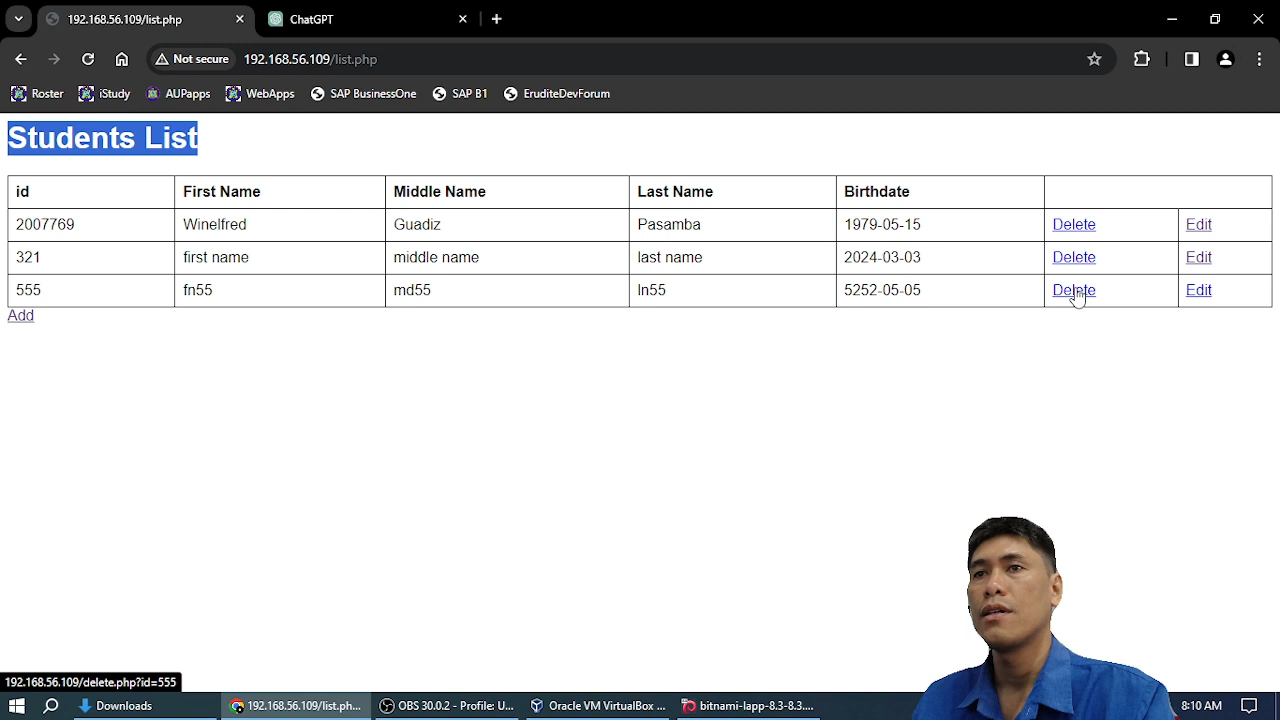 192.168.56.109/list.php ChatGPT
Not secure 192.168.56.109/list.php
Roster iStudy AUPapps WebApps SAP BusinessOne SAP B1 EruditeDevForum
Students List
id First Name Middle Name Last Name Birthdate
2007769 Winelfred Guadiz Pasamba 1979-05-15 Delete Edit
321 first name middle name last name 2024-03-03 Delete Edit
555 fn55 md55 ln55 5252-05-05 Delete Edit
Add
192.168.56.109/delete.php?id=555
Downloads 192.168.56.109/list.ph... OBS 30.0.2 - Profile: U... Oracle VM VirtualBox ... bitnami-lapp-8.3-8.3.... 8:10 AM